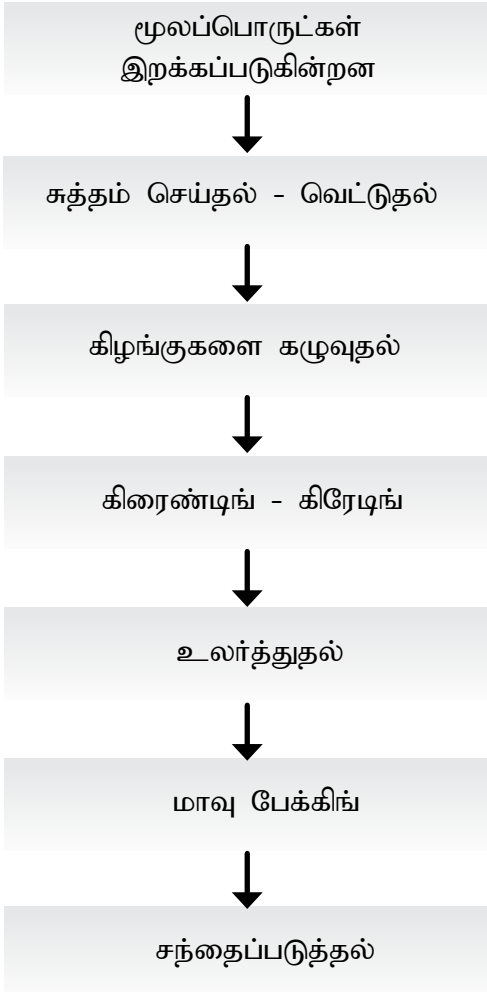 மூலப்பொருட்கள்
இறக்கப்படுகின்றன
சுத்தம் செய்தல் - வெட்டுதல்
கிழங்குகளை கழுவுதல்
கிரைண்டிங் - கிரேடிங்
உலர்த்துதல்
மாவு பேக்கிங்
சந்தைப்படுத்தல்